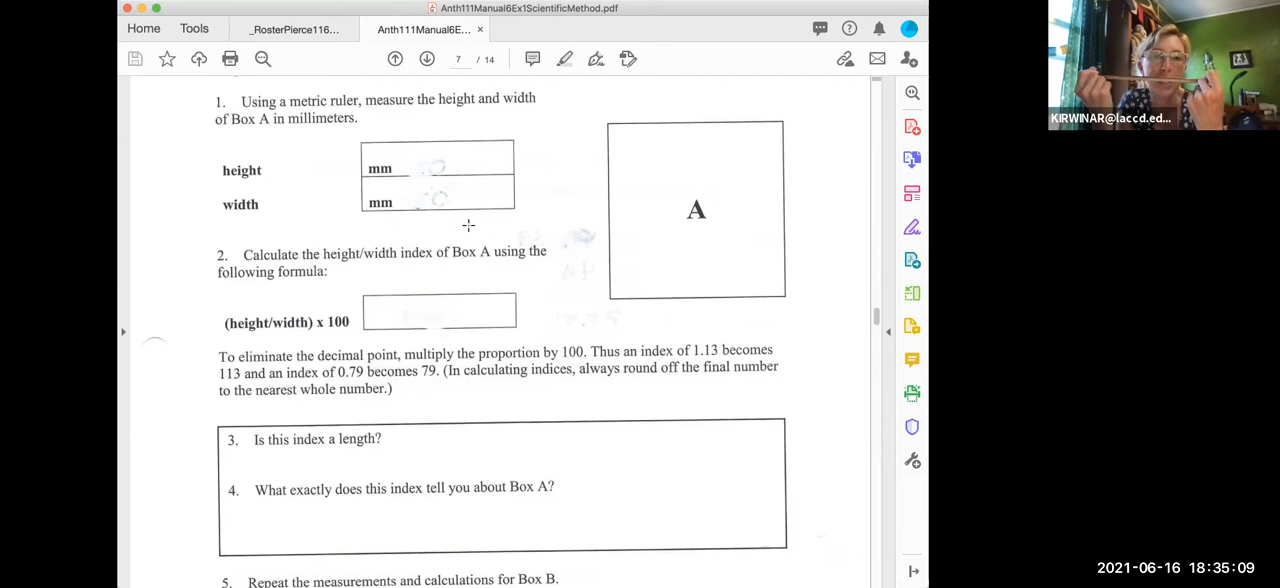 Anth111Manual6Ex1ScientificMethod.pdf
Home Tools _RosterPierce116... Anth111Manual6E... ×
7 / 14
1. Using a metric ruler, measure the height and width
of Box A in millimeters.
height mm
width mm
A
2. Calculate the height/width index of Box A using the
following formula:
(height/width) x 100
To eliminate the decimal point, multiply the proportion by 100. Thus an index of 1.13 becomes
113 and an index of 0.79 becomes 79. (In calculating indices, always round off the final number
to the nearest whole number.)
3. Is this index a length?
4. What exactly does this index tell you about Box A?
5. Repeat the measurements and calculations for Box B.
KIRWINAR@laccd.ed...
2021-06-16 18:35:09